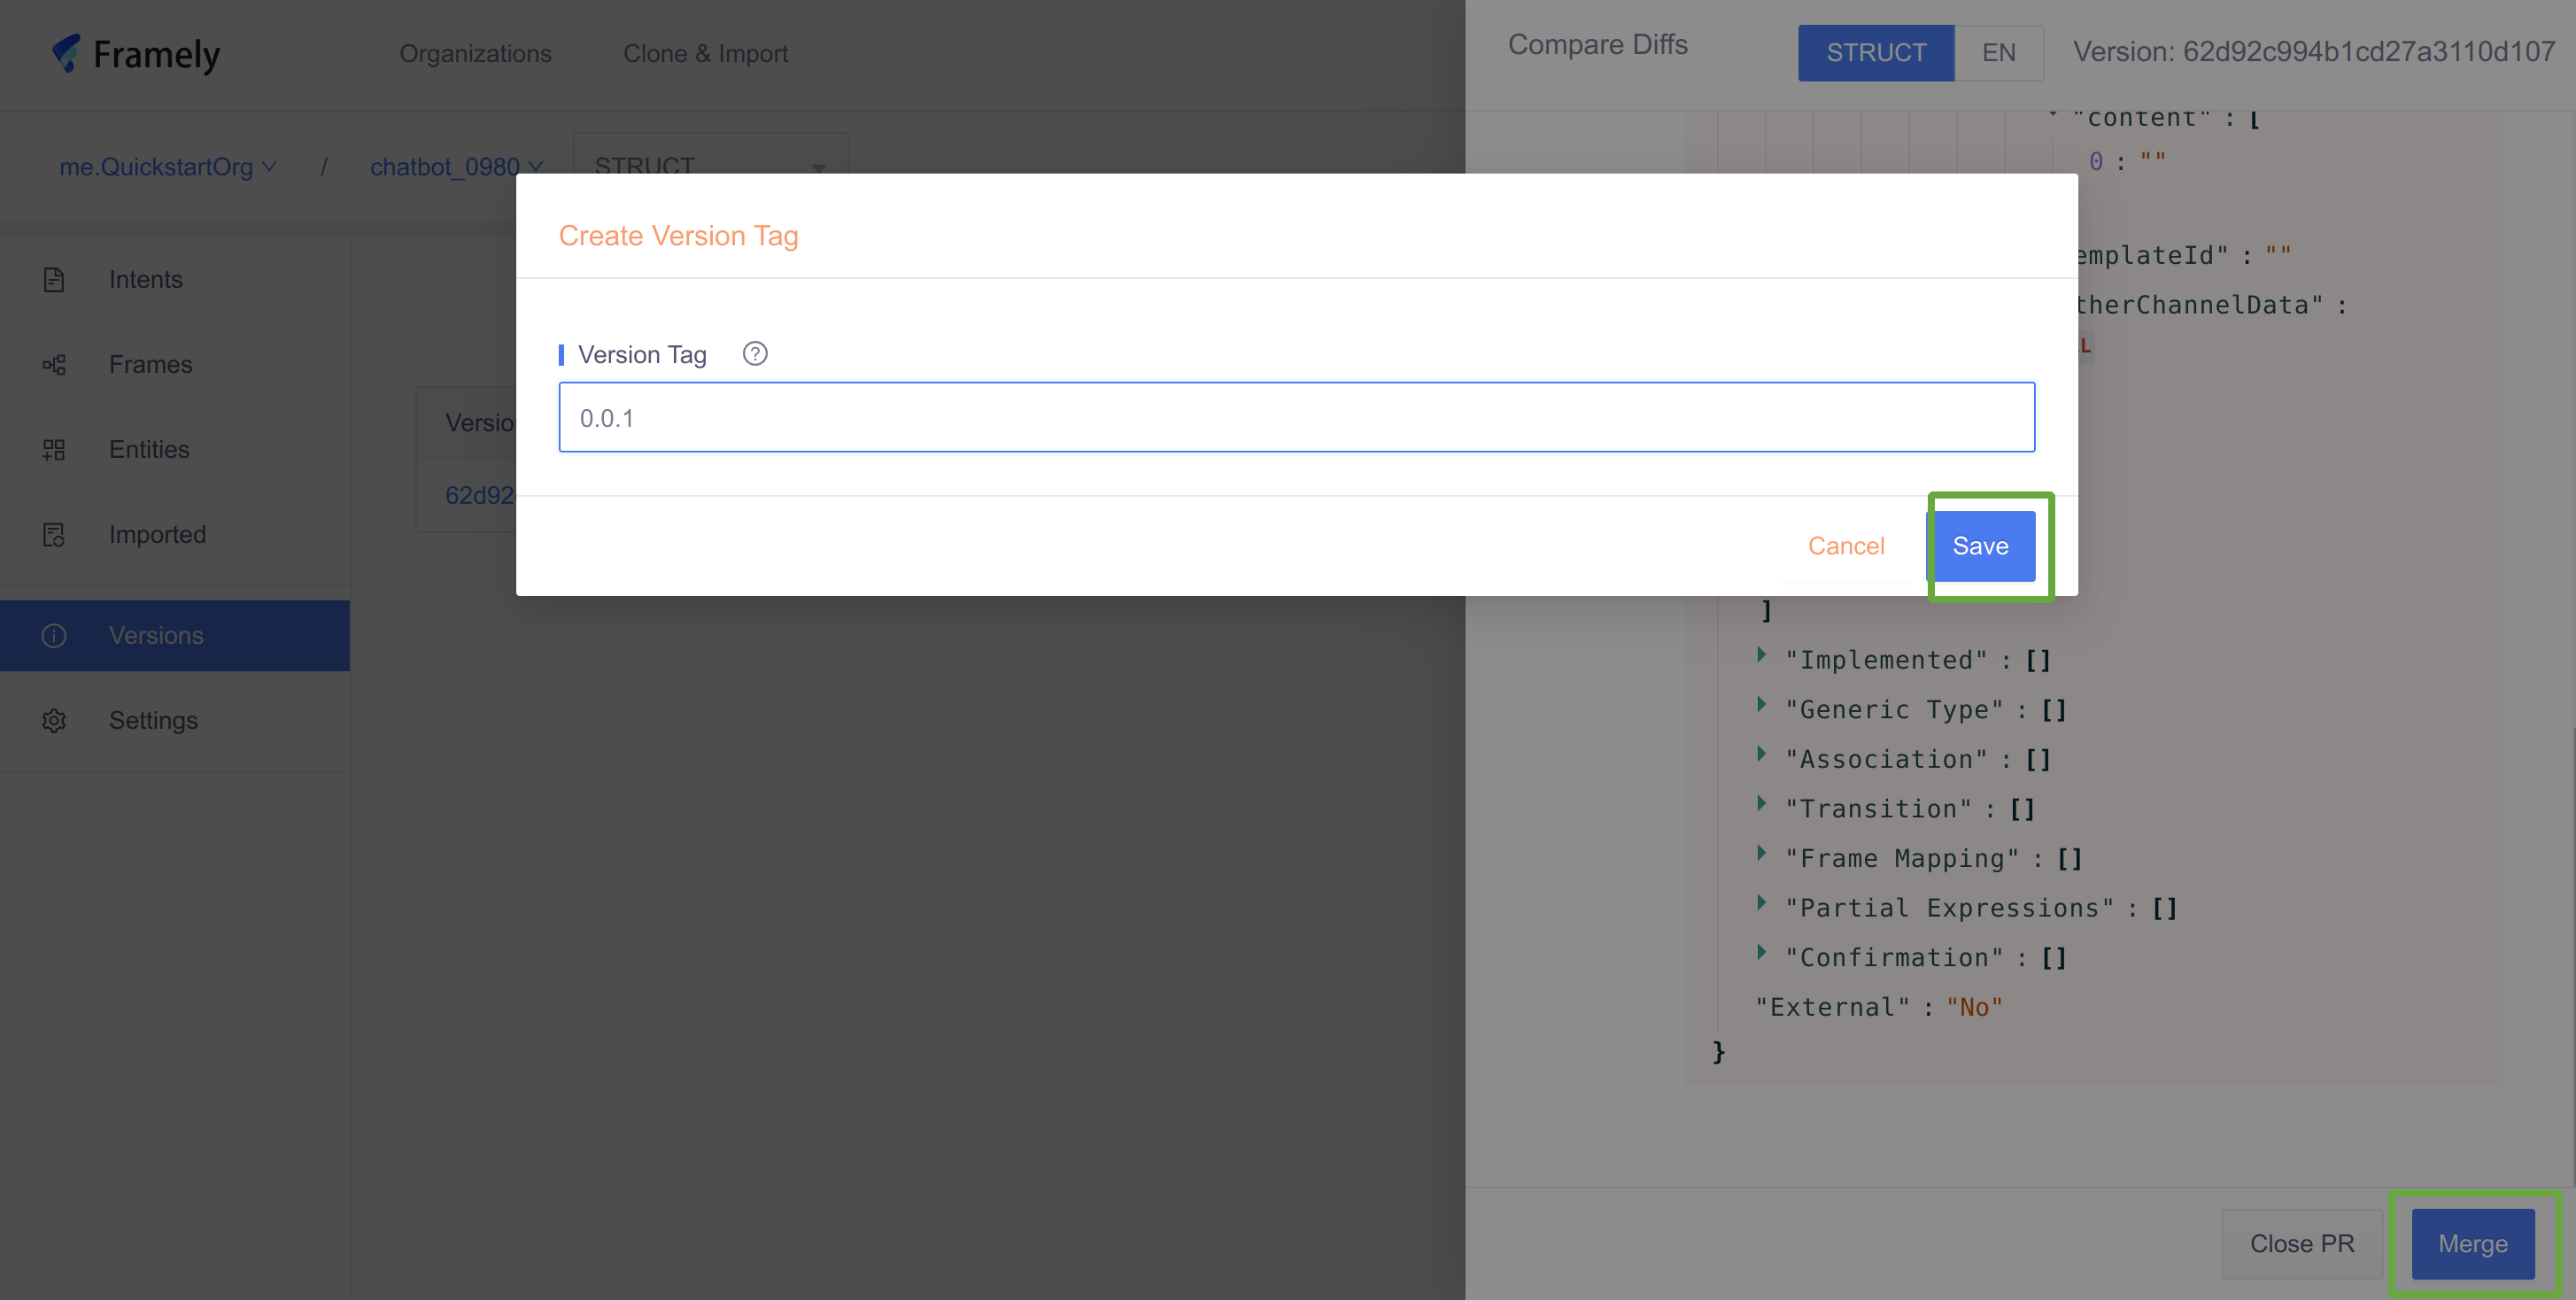 Framely
Organizations
Clone & Import
Compare Diffs
STRUCT
EN
Version: 62d92c994b1cd27a3110d107
me.QuickstartOrg
/
chatbot_0980
STRUCT
"content" : [
0 : ""
emplateId" : ""
therChannelData" :
L
Create Version Tag
Version Tag ?
0.0.1
Cancel
Save
Intents
Frames
Entities
Imported
Versions
Settings
Versio
62d92
]
"Implemented" : []
"Generic Type" : []
"Association" : []
"Transition" : []
"Frame Mapping" : []
"Partial Expressions" : []
"Confirmation" : []
"External" : "No"
}
Close PR
Merge